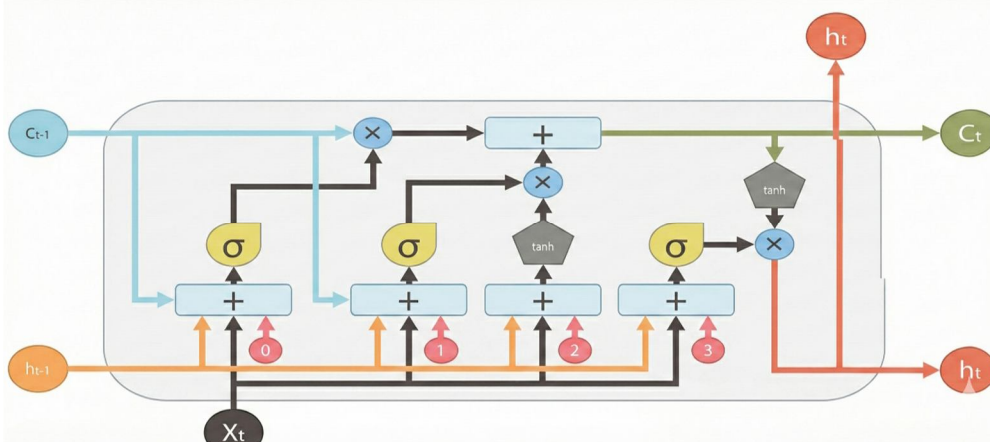 ht
Ct-1
×
+
Ct
×
tanh
σ
σ
tanh
σ
×
+
+
+
+
0
1
2
3
ht-1
ht
Xt